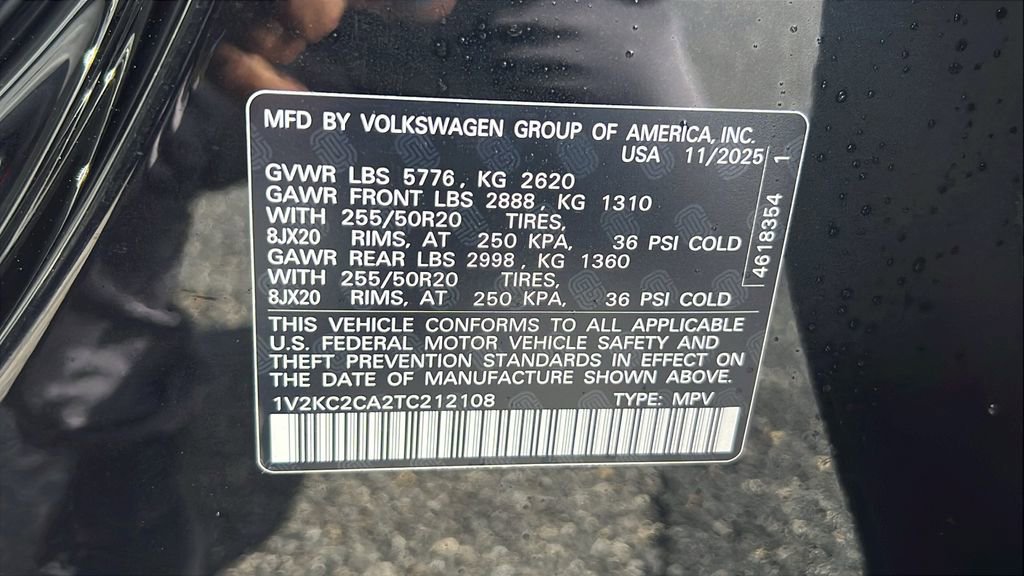 MFD BY VOLKSWAGEN GROUP OF AMERICA, INC.
USA 11/2025
GVWR LBS 5776, KG 2620
GAWR FRONT LBS 2888, KG 1310
WITH 255/50R20 TIRES,
8JX20 RIMS, AT 250 KPA, 36 PSI COLD
GAWR REAR LBS 2998, KG 1360
WITH 255/50R20 TIRES,
8JX20 RIMS, AT 250 KPA, 36 PSI COLD
THIS VEHICLE CONFORMS TO ALL APPLICABLE
U.S. FEDERAL MOTOR VEHICLE SAFETY AND
THEFT PREVENTION STANDARDS IN EFFECT ON
THE DATE OF MANUFACTURE SHOWN ABOVE.
1V2KC2CA2TC212108 TYPE: MPV
4618354 1